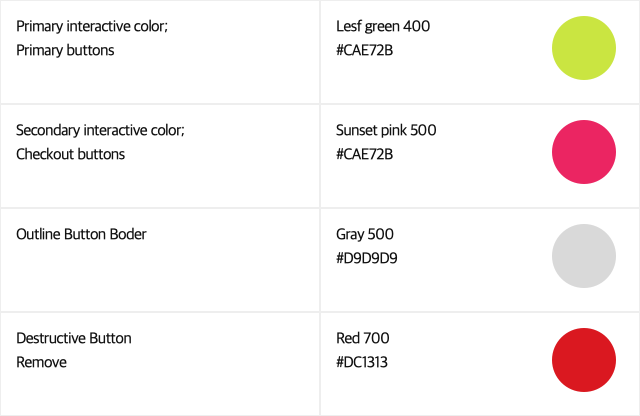 Primary interactive color;
Primary buttons
Lesf green 400
#CAE72B
Secondary interactive color;
Checkout buttons
Sunset pink 500
#CAE72B
Outline Button Boder
Gray 500
#D9D9D9
Destructive Button
Remove
Red 700
#DC1313